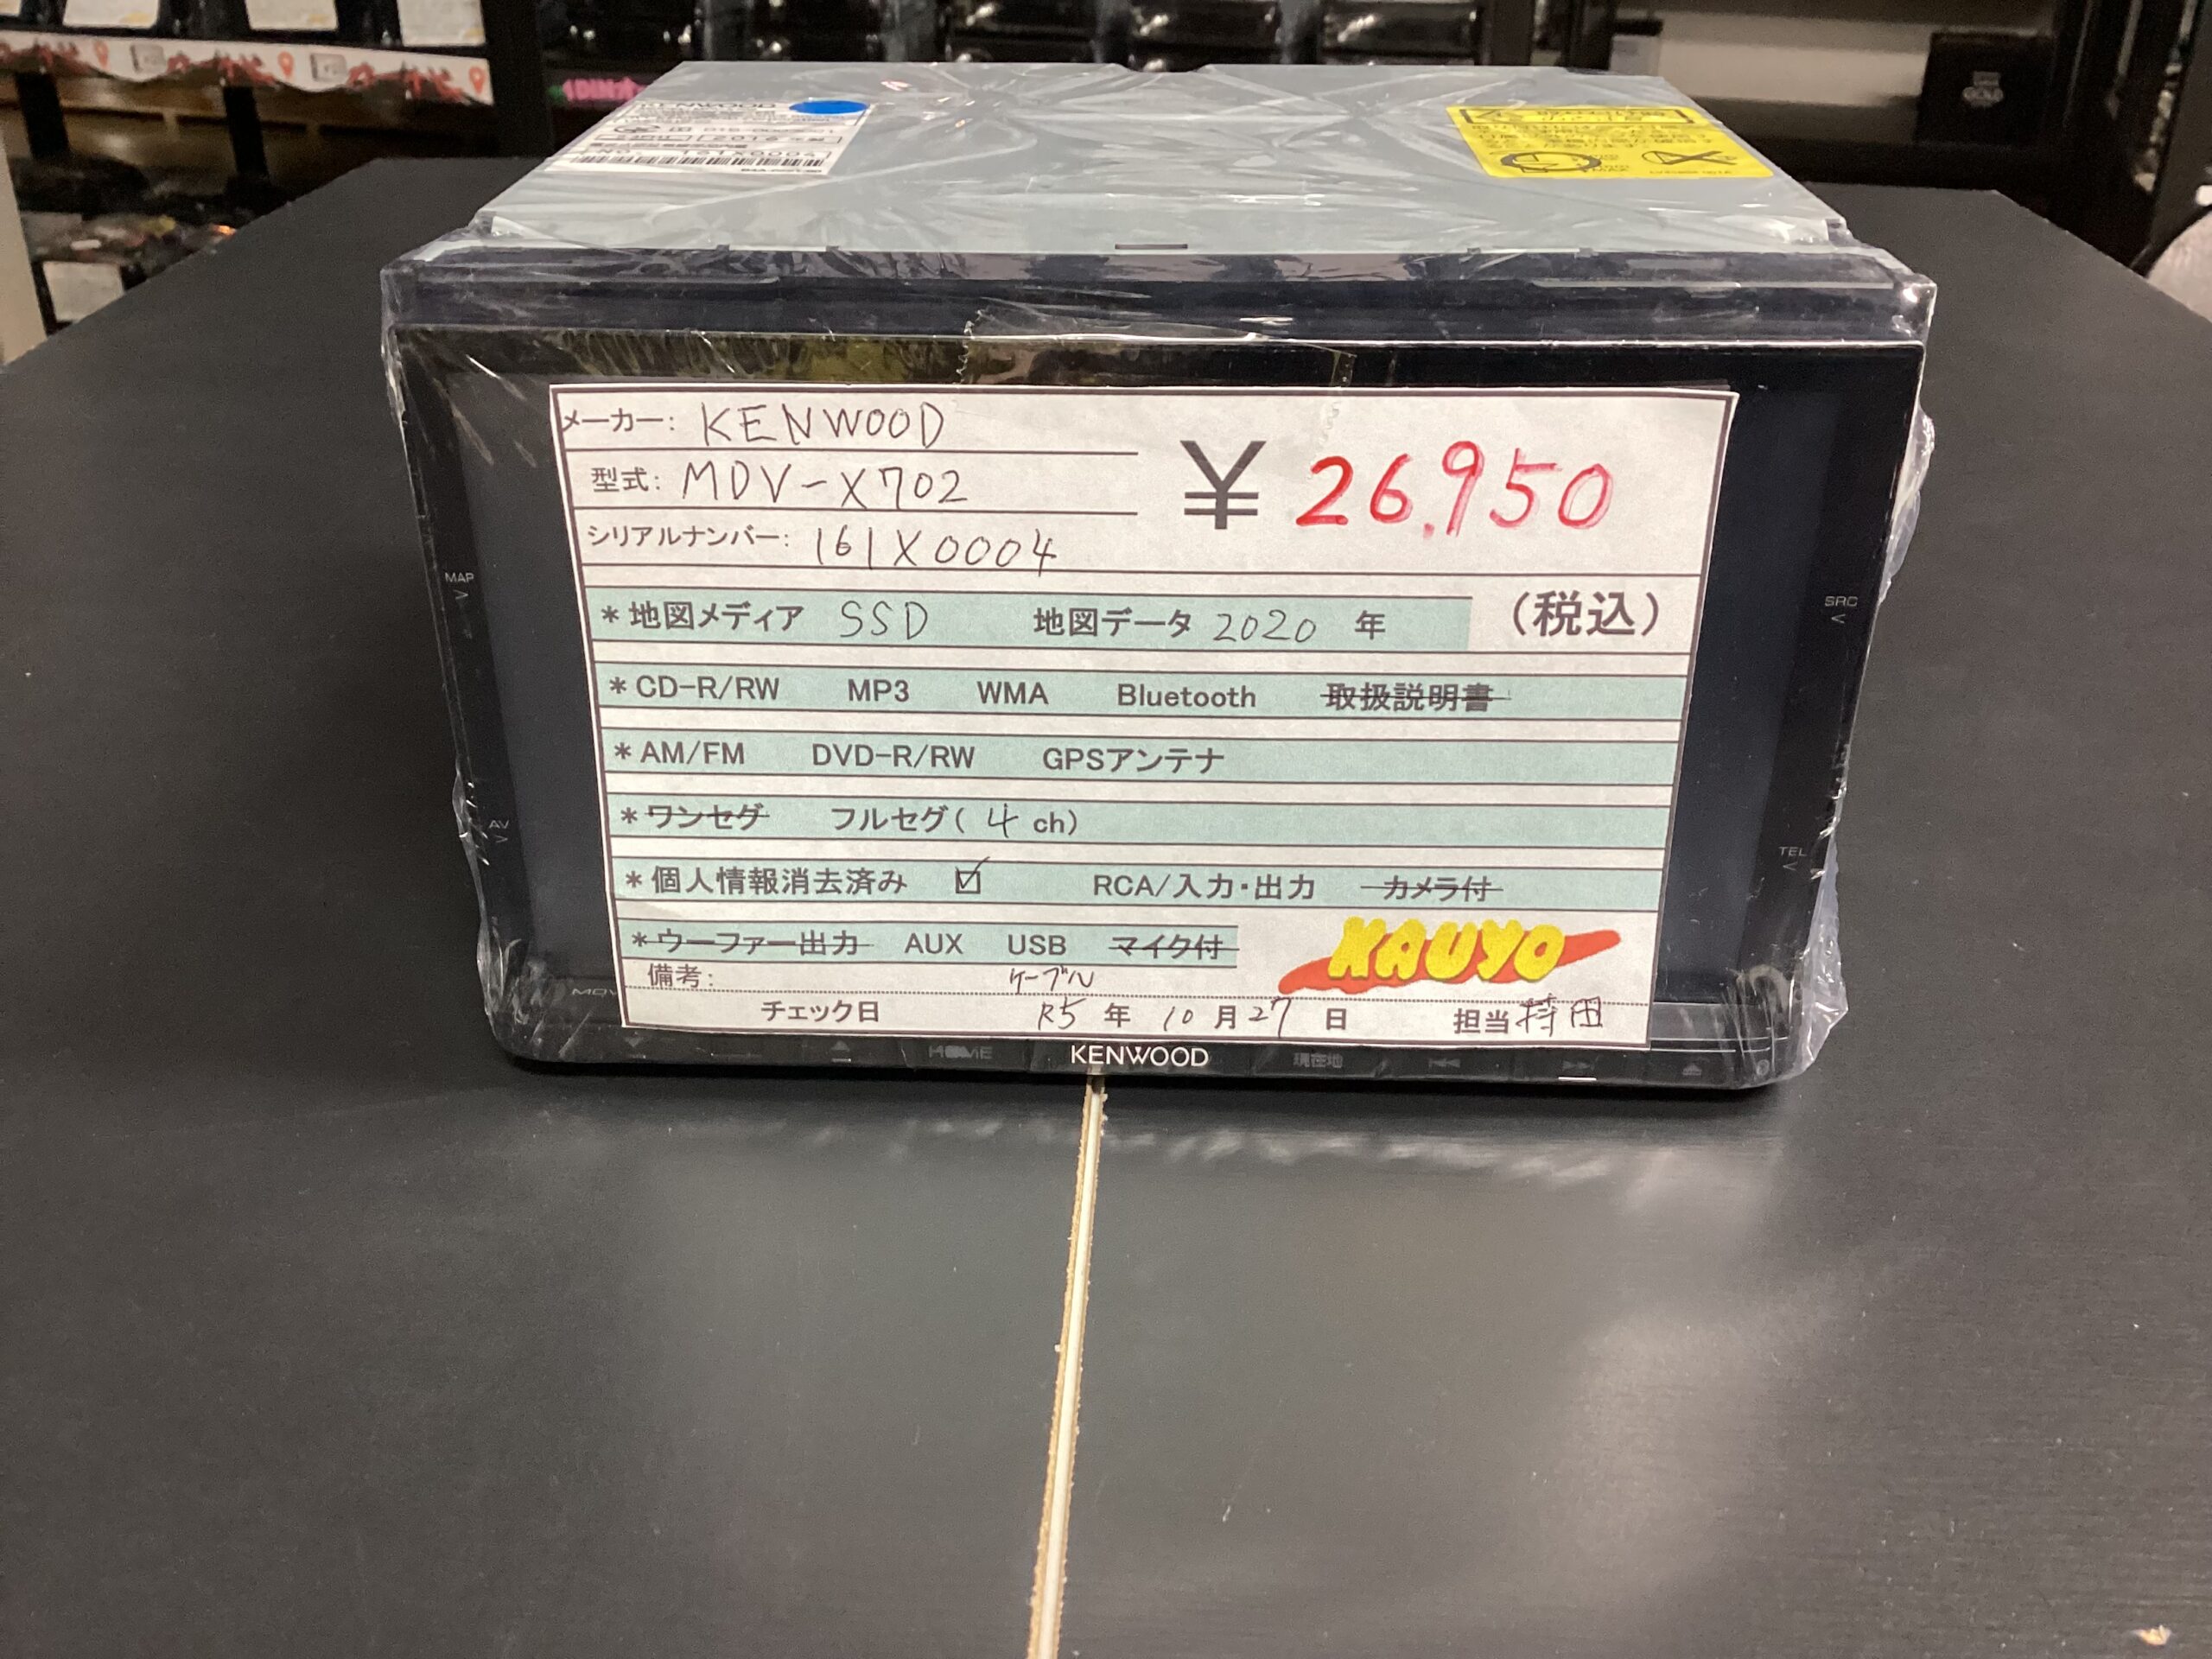 1DIN
KENWOOD
161X0004
メーカー: KENWOOD
型式: MDV-X702
¥ 26,950
シリアルナンバー: 161X0004
(税込)
*地図メディア SSD 地図データ 2020 年
*CD-R/RW MP3 WMA Bluetooth 取扱説明書
*AM/FM DVD-R/RW GPSアンテナ
*ワンセグ フルセグ( 4 ch)
*個人情報消去済み ☑ RCA/入力・出力 カメラ付
*ウーファー出力 AUX USB マイク付
KAUYO
備考: ケーブル
チェック日 R5 年 10 月 27 日 担当 持田
MAP
AV
SRC
TEL
HOME KENWOOD 現在地